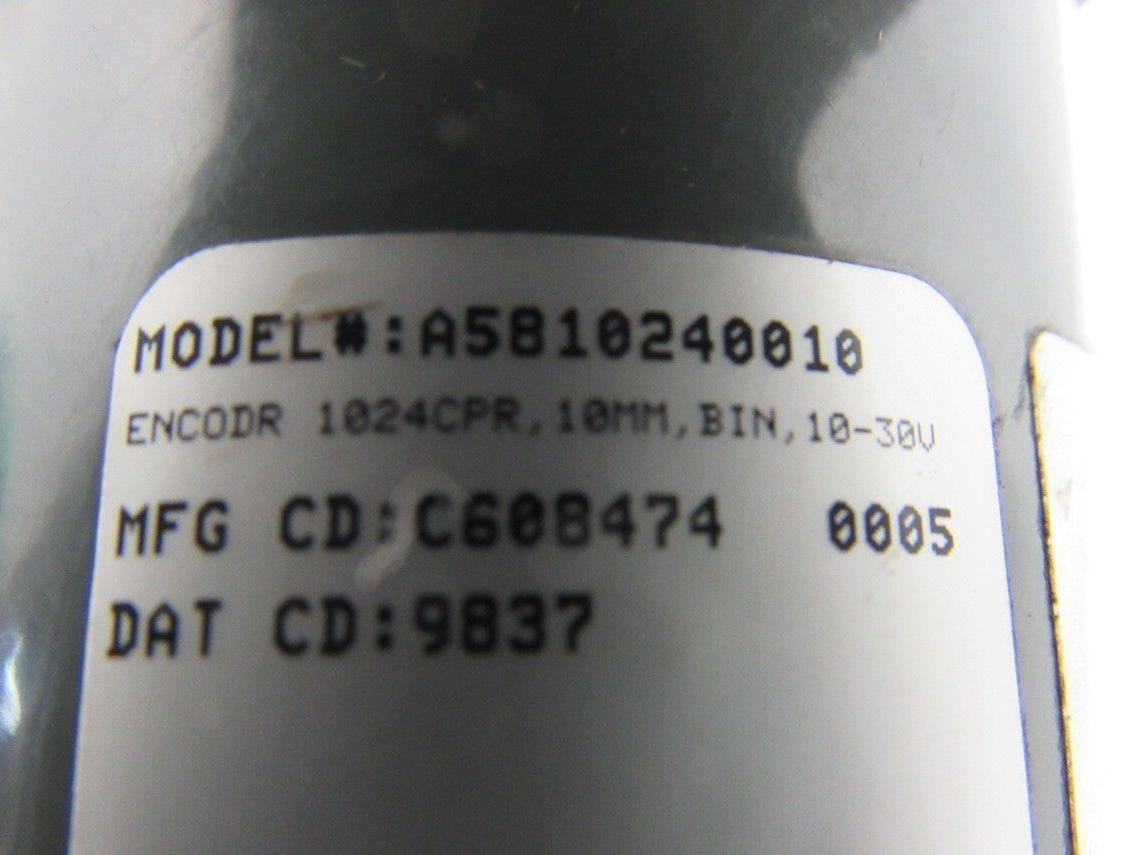 MODEL#:A5810240010
ENCODR 1024CPR,10MM,BIN,10-30V
MFG CD:C608474 0005
DAT CD:9837